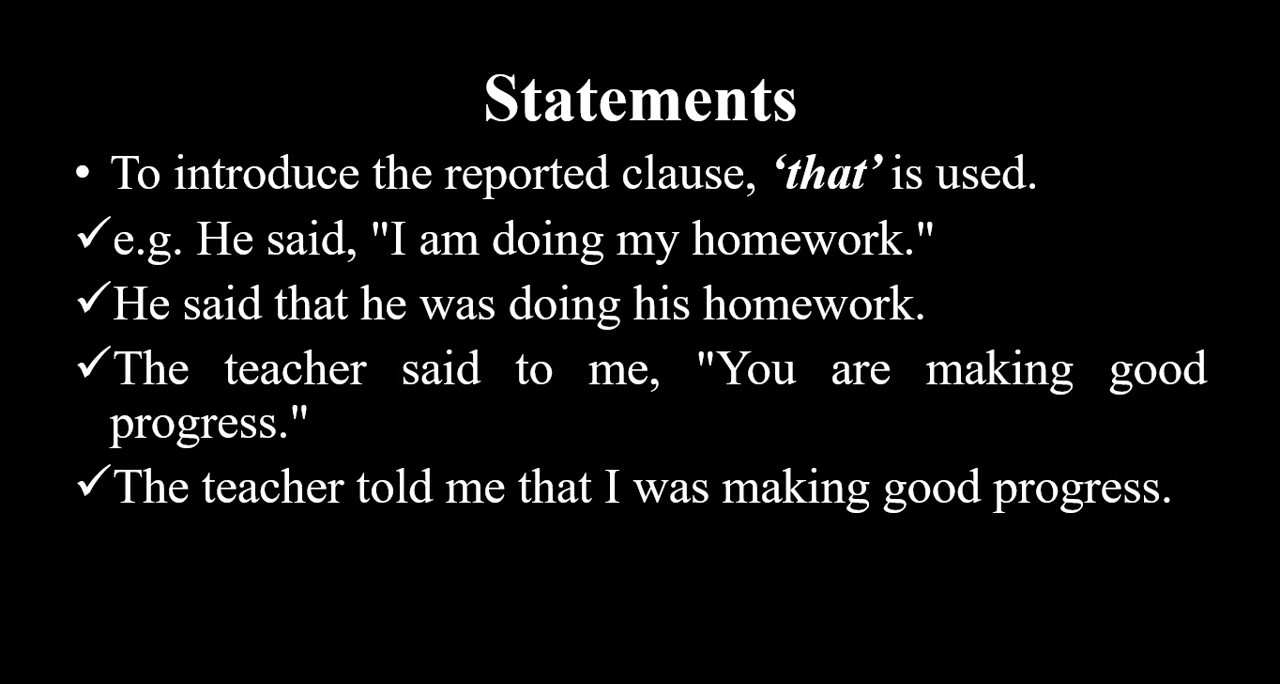 Statements
• To introduce the reported clause, ‘that’ is used.
✓e.g. He said, "I am doing my homework."
✓He said that he was doing his homework.
✓The teacher said to me, "You are making good
progress."
✓The teacher told me that I was making good progress.